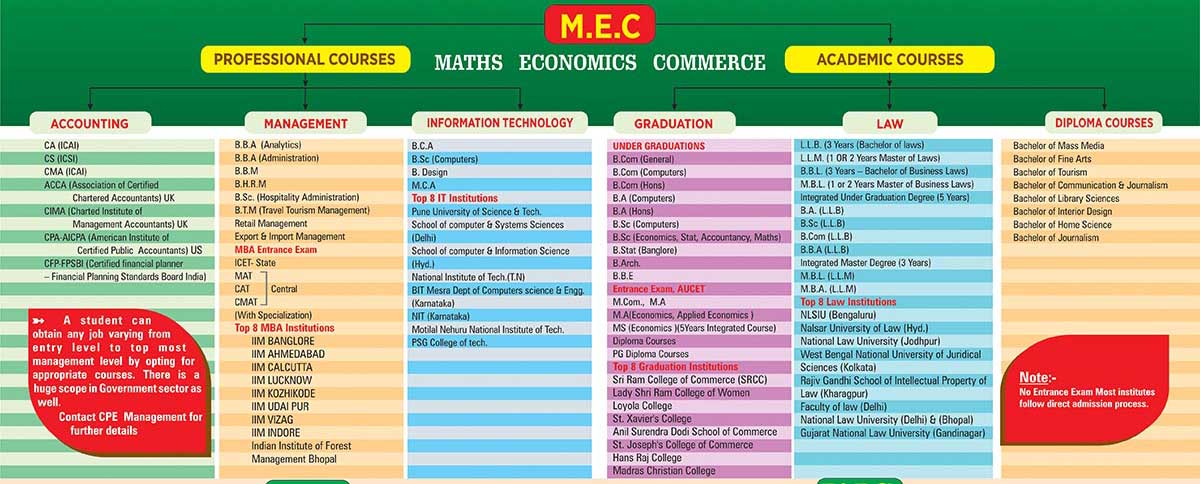 M.E.C
PROFESSIONAL COURSES
MATHS ECONOMICS COMMERCE
ACADEMIC COURSES
ACCOUNTING
CA (ICAI)
CS (ICSI)
CMA (ICAI)
ACCA (Association of Certified
Chartered Accountants) UK
CIMA (Charted Institute of
Management Accountants) UK
CPA-AICPA (American Institute of
Certified Public Accountants) US
CFP-FPSBI (Certified financial planner
– Financial Planning Standards Board India)
A student can
obtain any job varying from
entry level to top most
management level by opting for
appropriate courses. There is a
huge scope in Government sector as
well.
Contact CPE Management for
further details
MANAGEMENT
B.B.A (Analytics)
B.B.A (Administration)
B.B.M
B.H.R.M
B.Sc. (Hospitality Administration)
B.T.M (Travel Tourism Management)
Retail Management
Export & Import Management
MBA Entrance Exam
ICET- State
MAT
CAT Central
CMAT
(With Specialization)
Top 8 MBA Institutions
IIM BANGLORE
IIM AHMEDABAD
IIM CALCUTTA
IIM LUCKNOW
IIM KOZHIKODE
IIM UDAI PUR
IIM VIZAG
IIM INDORE
Indian Institute of Forest
Management Bhopal
INFORMATION TECHNOLOGY
B.C.A
B.Sc (Computers)
B. Design
M.C.A
Top 8 IT Institutions
Pune University of Science & Tech.
School of computer & Systems Sciences
(Delhi)
School of computer & Information Science
(Hyd.)
National Institute of Tech.(T.N)
BIT Mesra Dept of Computers science & Engg.
(Karnataka)
NIT (Karnataka)
Motilal Nehuru National Institute of Tech.
PSG College of tech.
GRADUATION
UNDER GRADUATIONS
B.Com (General)
B.Com (Computers)
B.Com (Hons)
B.A (Computers)
B.A (Hons)
B.Sc (Computers)
B.Sc (Economics, Stat, Accountancy, Maths)
B.Stat (Banglore)
B.Arch.
B.B.E
Entrance Exam, AUCET
M.Com., M.A
M.A(Economics, Applied Economics )
MS (Economics )(5Years Integrated Course)
Diploma Courses
PG Diploma Courses
Top 8 Graduation Institutions
Sri Ram College of Commerce (SRCC)
Lady Shri Ram College of Women
Loyola College
St. Xavier's College
Anil Surendra Dodi School of Commerce
St. Joseph's College of Commerce
Hans Raj College
Madras Christian College
LAW
L.L.B. (3 Years (Bachelor of laws)
L.L.M. (1 OR 2 Years Master of Laws)
B.B.L. (3 Years – Bachelor of Business Laws)
M.B.L. (1 or 2 Years Master of Business Laws)
Integrated Under Graduation Degree (5 Years)
B.A. (L.L.B)
B.Sc (L.L.B)
B.Com (L.L.B)
B.B.A (L.L.B)
Integrated Master Degree (3 Years)
M.B.L. (L.L.M)
M.B.A. (L.L.M)
Top 8 Law Institutions
NLSIU (Bengaluru)
Nalsar University of Law (Hyd.)
National Law University (Jodhpur)
West Bengal National University of Juridical
Sciences (Kolkata)
Rajiv Gandhi School of Intellectual Property of
Law (Kharagpur)
Faculty of law (Delhi)
National Law University (Delhi) & (Bhopal)
Gujarat National Law University (Gandinagar)
DIPLOMA COURSES
Bachelor of Mass Media
Bachelor of Fine Arts
Bachelor of Tourism
Bachelor of Communication & Journalism
Bachelor of Library Sciences
Bachelor of Interior Design
Bachelor of Home Science
Bachelor of Journalism
Note:-
No Entrance Exam Most institutes
follow direct admission process.